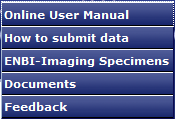 Online User Manual
How to submit data
ENBI-Imaging Specimens
Documents
Feedback